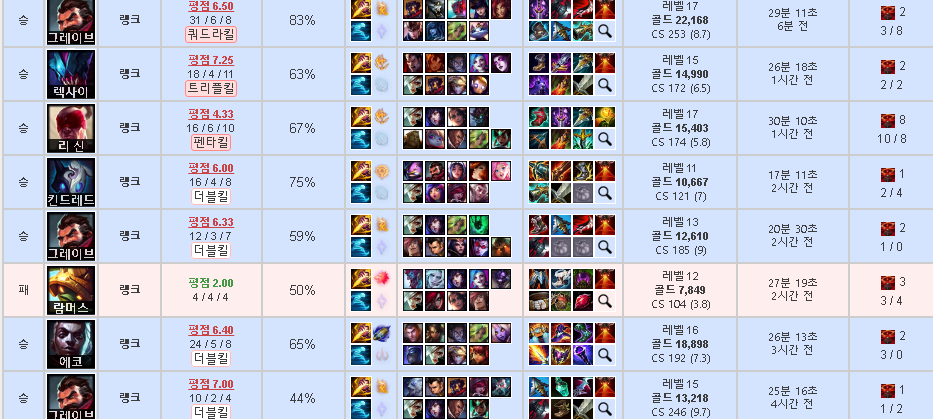 평점 6.50
레벨 17
랭크
31 / 6 / 8
83%
골드 22,168
29분 11초
2
그레이브
쿼드라킬
CS 253 (8.7)
6분 전
3 / 8
승
렉사이
랭크
평점 7.25
18 / 4 / 11
트리플킬
63%
레벨 15
골드 14,990
CS 172 (6.5)
26분 18초
1시간 전
2
2 / 2
승
리 신
랭크
평점 4.33
16 / 6 / 10
펜타킬
67%
레벨 17
골드 15,403
CS 174 (5.8)
30분 10초
1시간 전
8
10 / 8
승
킨드레드
랭크
평점 6.00
16 / 4 / 8
더블킬
75%
레벨 11
골드 10,667
CS 121 (7)
17분 11초
2시간 전
1
2 / 4
승
그레이브
랭크
평점 6.33
12 / 3 / 7
더블킬
59%
레벨 13
골드 12,610
CS 185 (9)
20분 30초
2시간 전
2
1 / 0
패
람머스
랭크
평점 2.00
4 / 4 / 4
50%
레벨 12
골드 7,849
CS 104 (3.8)
27분 19초
2시간 전
3
3 / 4
승
에코
랭크
평점 6.40
24 / 5 / 8
더블킬
65%
레벨 16
골드 18,898
CS 192 (7.3)
26분 13초
3시간 전
2
3 / 0
승
그레이브
랭크
평점 7.00
10 / 2 / 4
더블킬
44%
레벨 15
골드 13,218
CS 246 (9.7)
25분 16초
4시간 전
1
1 / 2